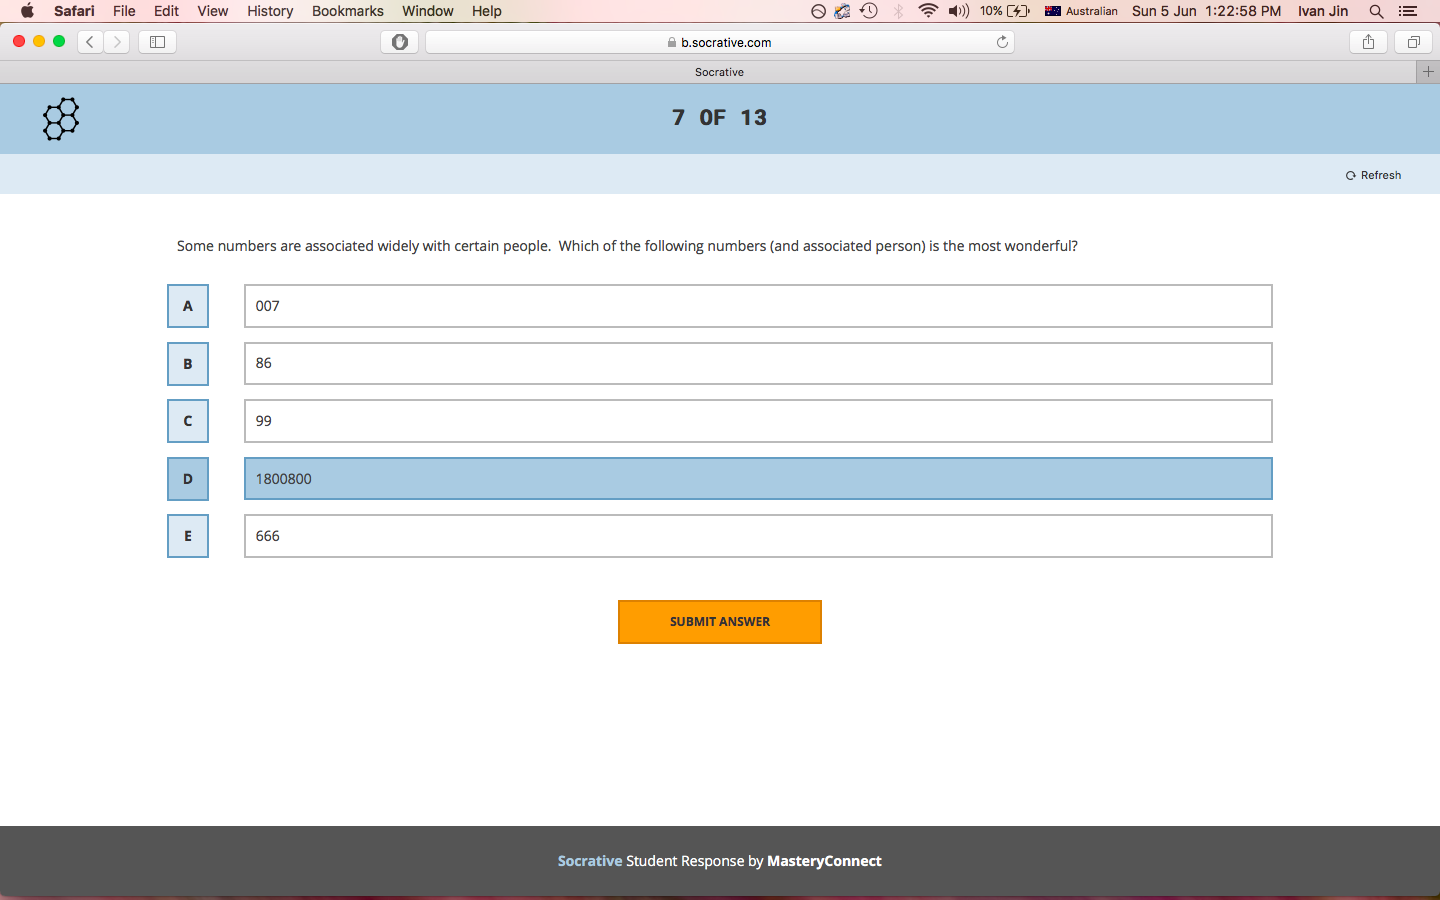 Safari File Edit View History Bookmarks Window Help 10% Australian Sun 5 Jun 1:22:58 PM Ivan Jin
b.socrative.com
Socrative
7 OF 13
Refresh
Some numbers are associated widely with certain people. Which of the following numbers (and associated person) is the most wonderful?
A 007
B 86
C 99
D 1800800
E 666
SUBMIT ANSWER
Socrative Student Response by MasteryConnect